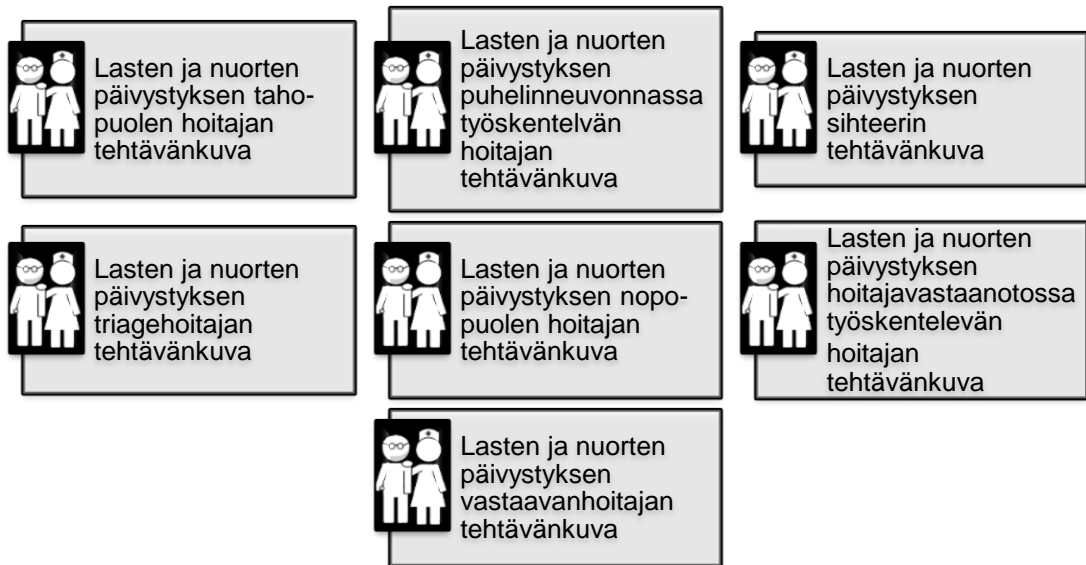 Lasten ja nuorten
päivystyksen taho-
puolen hoitajan
tehtävänkuva
Lasten ja nuorten
päivystyksen
puhelinneuvonnassa
työskentelvän
hoitajan
tehtävänkuva
Lasten ja nuorten
päivystyksen
sihteerin
tehtävänkuva
Lasten ja nuorten
päivystyksen
triagehoitajan
tehtävänkuva
Lasten ja nuorten
päivystyksen nopo-
puolen hoitajan
tehtävänkuva
Lasten ja nuorten
päivystyksen
hoitajavastaanotossa
työskentelevän
hoitajan
tehtävänkuva
Lasten ja nuorten
päivystyksen
vastaavanhoitajan
tehtävänkuva